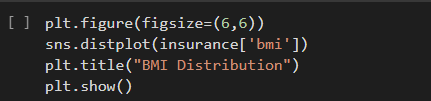 [ ] plt.figure(figsize=(6,6))
sns.distplot(insurance['bmi'])
plt.title("BMI Distribution")
plt.show()